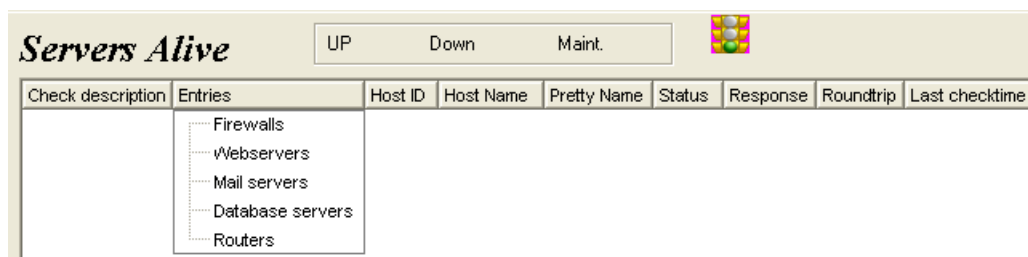 Servers Alive UP Down Maint.
Check description Entries Host ID Host Name Pretty Name Status Response Roundtrip Last checktime
Firewalls
Webservers
Mail servers
Database servers
Routers